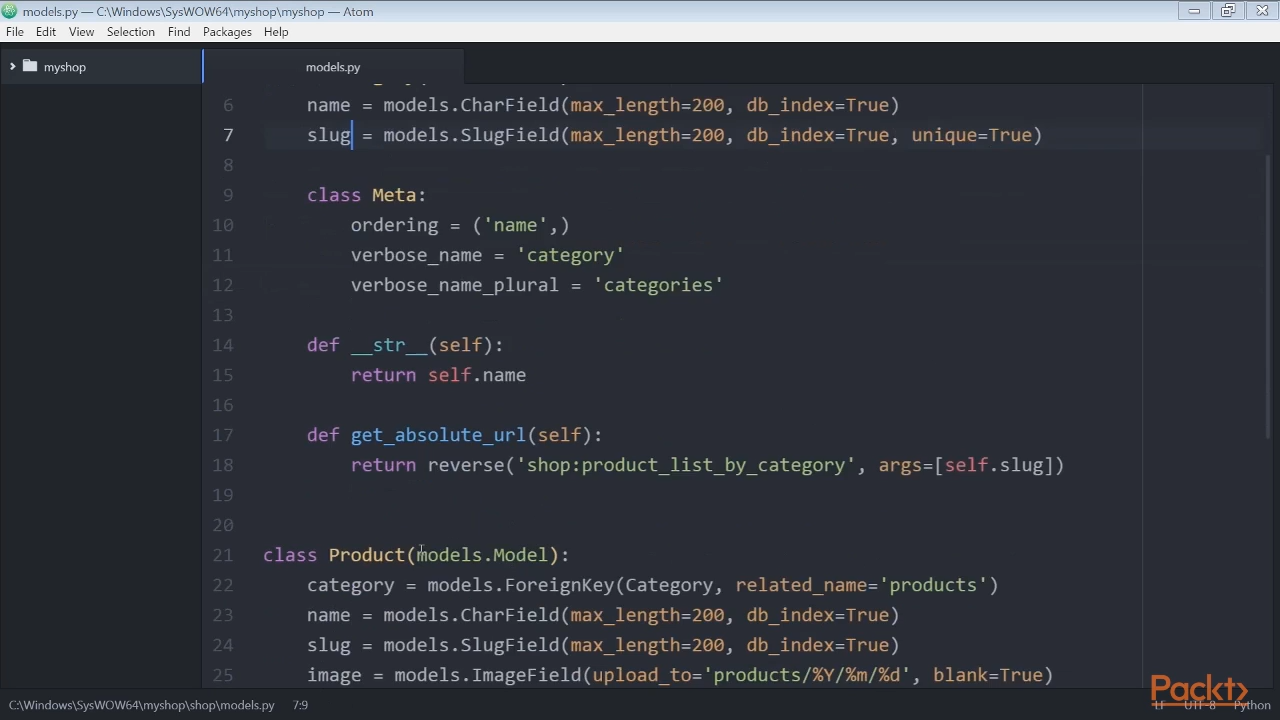 models.py — C:\Windows\SysWOW64\myshop\myshop — Atom
File Edit View Selection Find Packages Help
myshop
models.py
6 name = models.CharField(max_length=200, db_index=True)
7 slug = models.SlugField(max_length=200, db_index=True, unique=True)
8
9 class Meta:
10 ordering = ('name',)
11 verbose_name = 'category'
12 verbose_name_plural = 'categories'
13
14 def __str__(self):
15 return self.name
16
17 def get_absolute_url(self):
18 return reverse('shop:product_list_by_category', args=[self.slug])
19
20
21 class Product(models.Model):
22 category = models.ForeignKey(Category, related_name='products')
23 name = models.CharField(max_length=200, db_index=True)
24 slug = models.SlugField(max_length=200, db_index=True)
25 image = models.ImageField(upload_to='products/%Y/%m/%d', blank=True)
Packt>
C:\Windows\SysWOW64\myshop\shop\models.py 7:9 LF UTF-8 Python